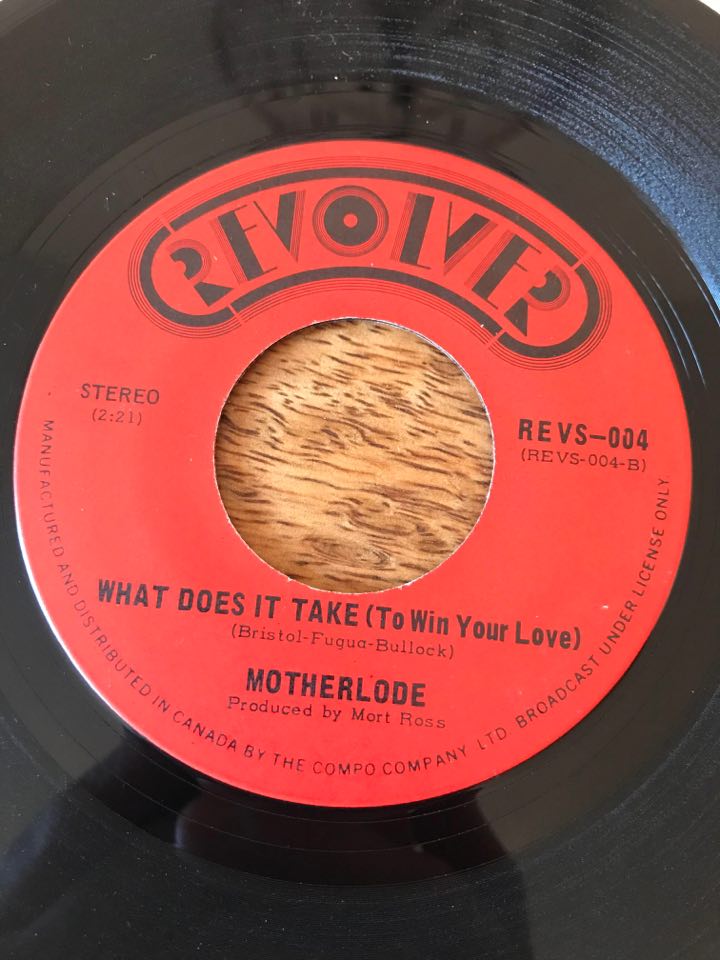 REVOLVER
STEREO
(2:21)
REVS-004
(REVS-004-B)
WHAT DOES IT TAKE (To Win Your Love)
(Bristol-Fugua-Bullock)
MOTHERLODE
Produced by Mort Ross
MANUFACTURED AND DISTRIBUTED IN CANADA BY THE COMPO COMPANY LTD BROADCAST UNDER LICENSE ONLY